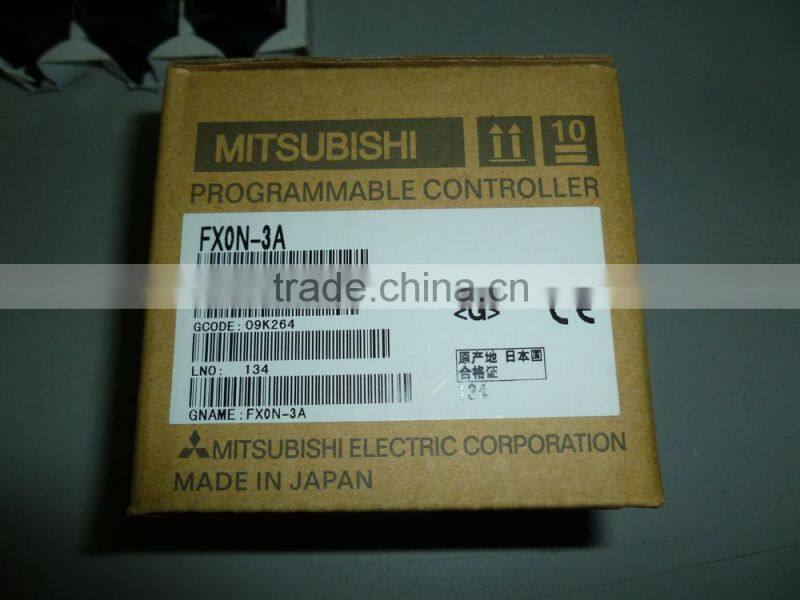 MITSUBISHI
10
PROGRAMMABLE CONTROLLER
FX0N-3A
trade.china.cn
<G> CE
GCODE: 09K264
原产地 日本国
LNO: 134
合格证
134
GNAME: FX0N-3A
MITSUBISHI ELECTRIC CORPORATION
MADE IN JAPAN